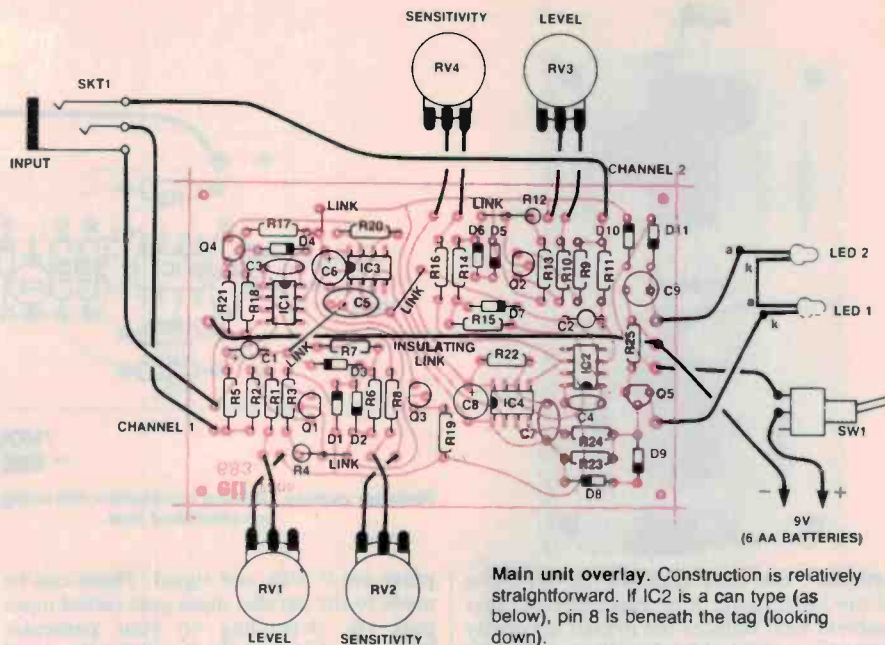 SENSITIVITY
LEVEL
RV4
RV3
SKT1
INPUT
CHANNEL 2
LINK
R12
R17
LINK
R20
D6
D5
D10
D11
Q4
D4
C3
C6
IC3
R16
R14
Q2
R13
R10
R9
R11
a
LED 2
k
R21
R18
IC1
C5
LINK
D7
C9
a
LED 1
k
R15
C2
C1
LINK
R7
INSULATING
LINK
R22
IC2
R25
D3
R5
R2
R1
R3
Q1
D1
D2
R6
R8
Q3
C8
IC4
C7
C4
Q5
SW1
CHANNEL 1
R19
R24
R4
LINK
R23
D9
D8
683
eti
–
+
9V
(6 AA BATTERIES)
RV1
RV2
LEVEL
SENSITIVITY
Main unit overlay. Construction is relatively
straightforward. If IC2 is a can type (as
below), pin 8 is beneath the tag (looking
down).